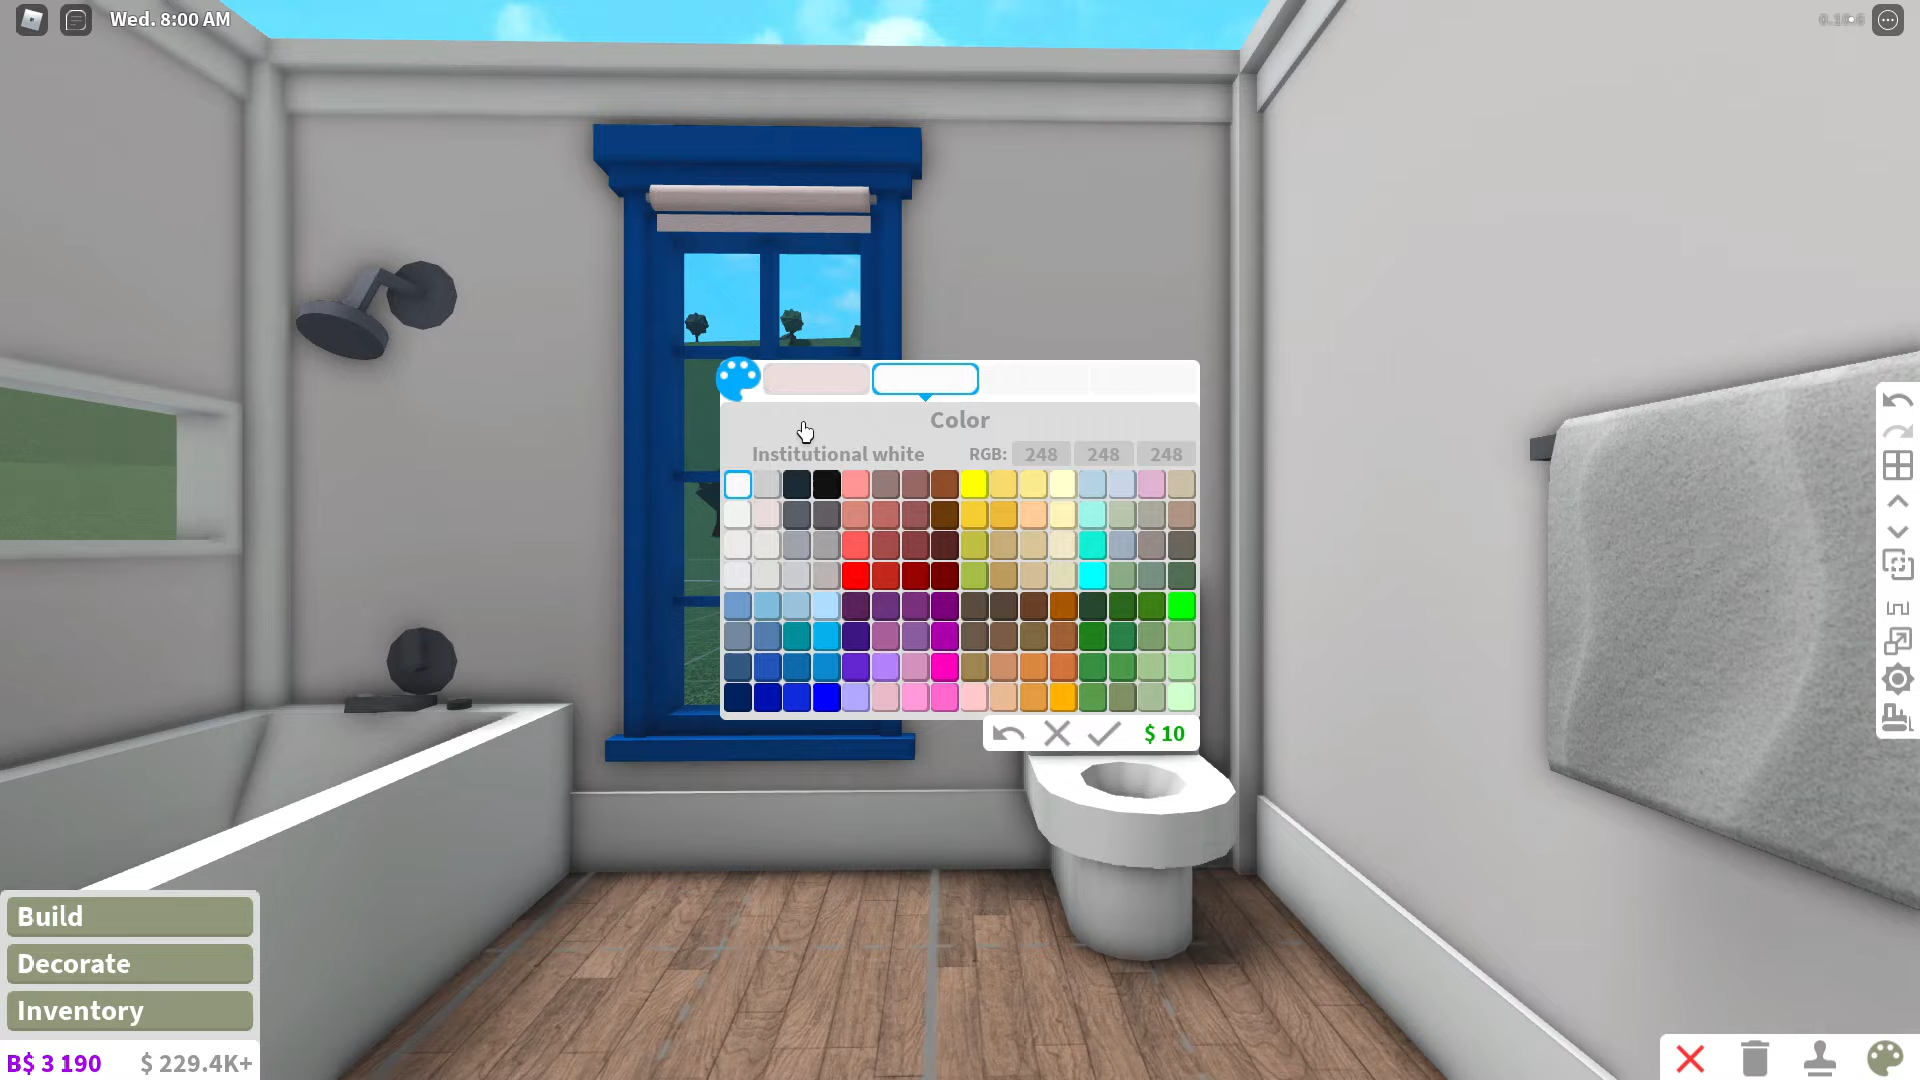 Wed. 8:00 AM
Color
Institutional white RGB: 248 248 248
$ 10
Build
Decorate
Inventory
B$ 3 190 $ 229.4K+